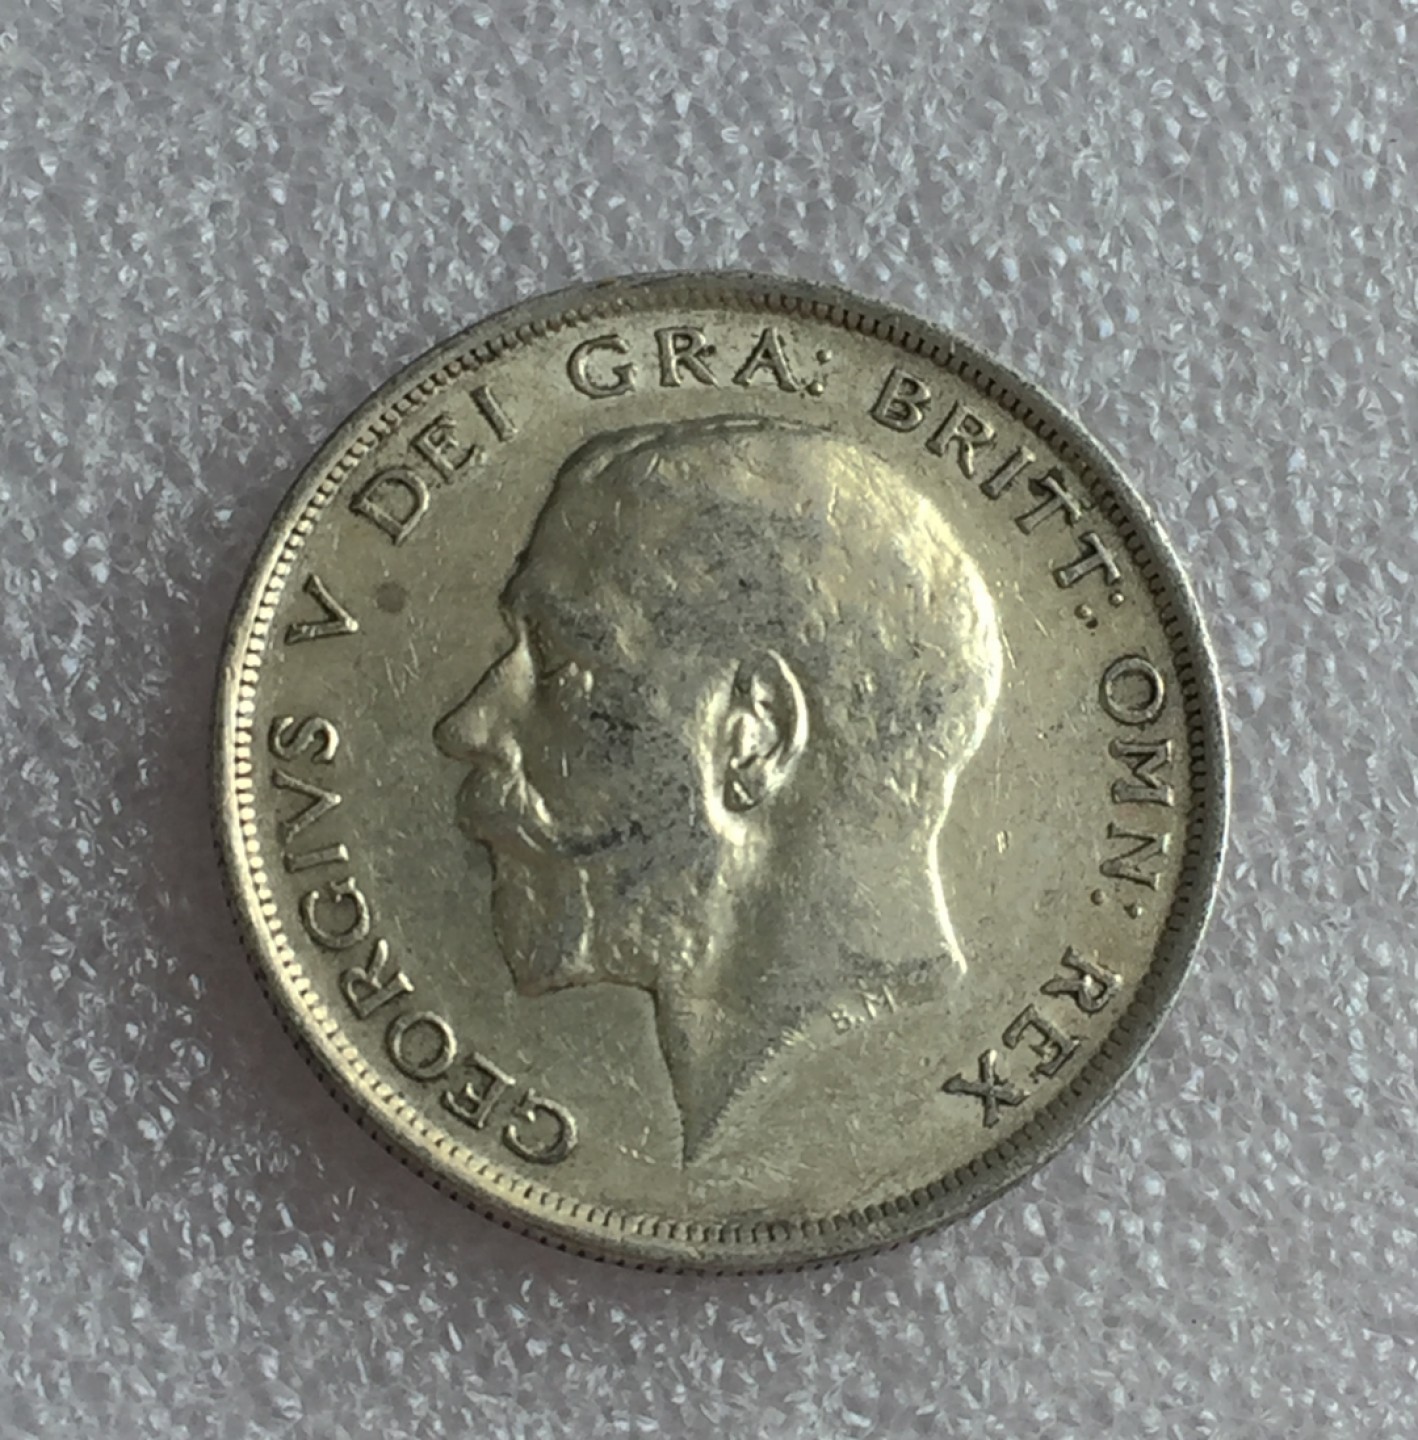 GEORGIVS V DEI GRA: BRITT: OMN: REX
B.M